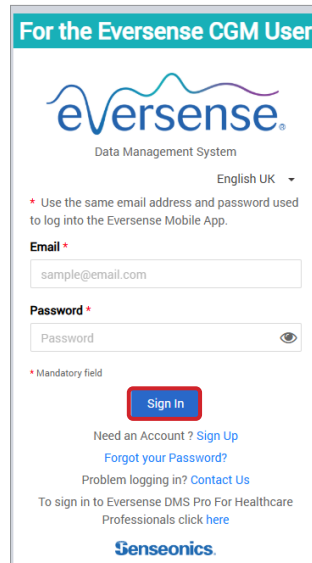 For the Eversense CGM User
eversense®
Data Management System
English UK
* Use the same email address and password used
to log into the Eversense Mobile App.
Email *
sample@email.com
Password *
Password
* Mandatory field
Sign In
Need an Account ? Sign Up
Forgot your Password?
Problem logging in? Contact Us
To sign in to Eversense DMS Pro For Healthcare
Professionals click here
Senseonics.